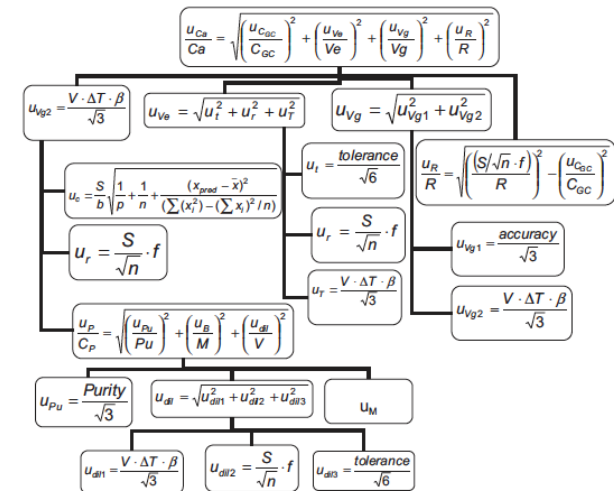 u_Ca/Ca = √((u_C_GC/C_GC)² + (u_Ve/Ve)² + (u_Vg/Vg)² + (u_R/R)²)
u_Vg2 = V · ΔT · β/√3
u_Ve = √(u_t² + u_r² + u_T²)
u_Vg = √(u_Vg1² + u_Vg2²)
u_t = tolerance/√6
u_R/R = √(((S/√n · f)/R)² − (u_C_GC/C_GC)²)
u_c = S/b √(1/p + 1/n + (x_pred − x̄)²/(∑(x_i²) − (∑x_i)²/n))
u_r = S/√n · f
u_r = S/√n · f
u_Vg1 = accuracy/√3
u_T = V · ΔT · β/√3
u_Vg2 = V · ΔT · β/√3
u_P/C_P = √((u_Pu/Pu)² + (u_B/M)² + (u_dil/V)²)
u_Pu = Purity/√3
u_dil = √(u_dil1² + u_dil2² + u_dil3²)
u_M
u_dil1 = V · ΔT · β/√3
u_dil2 = S/√n · f
u_dil3 = tolerance/√6